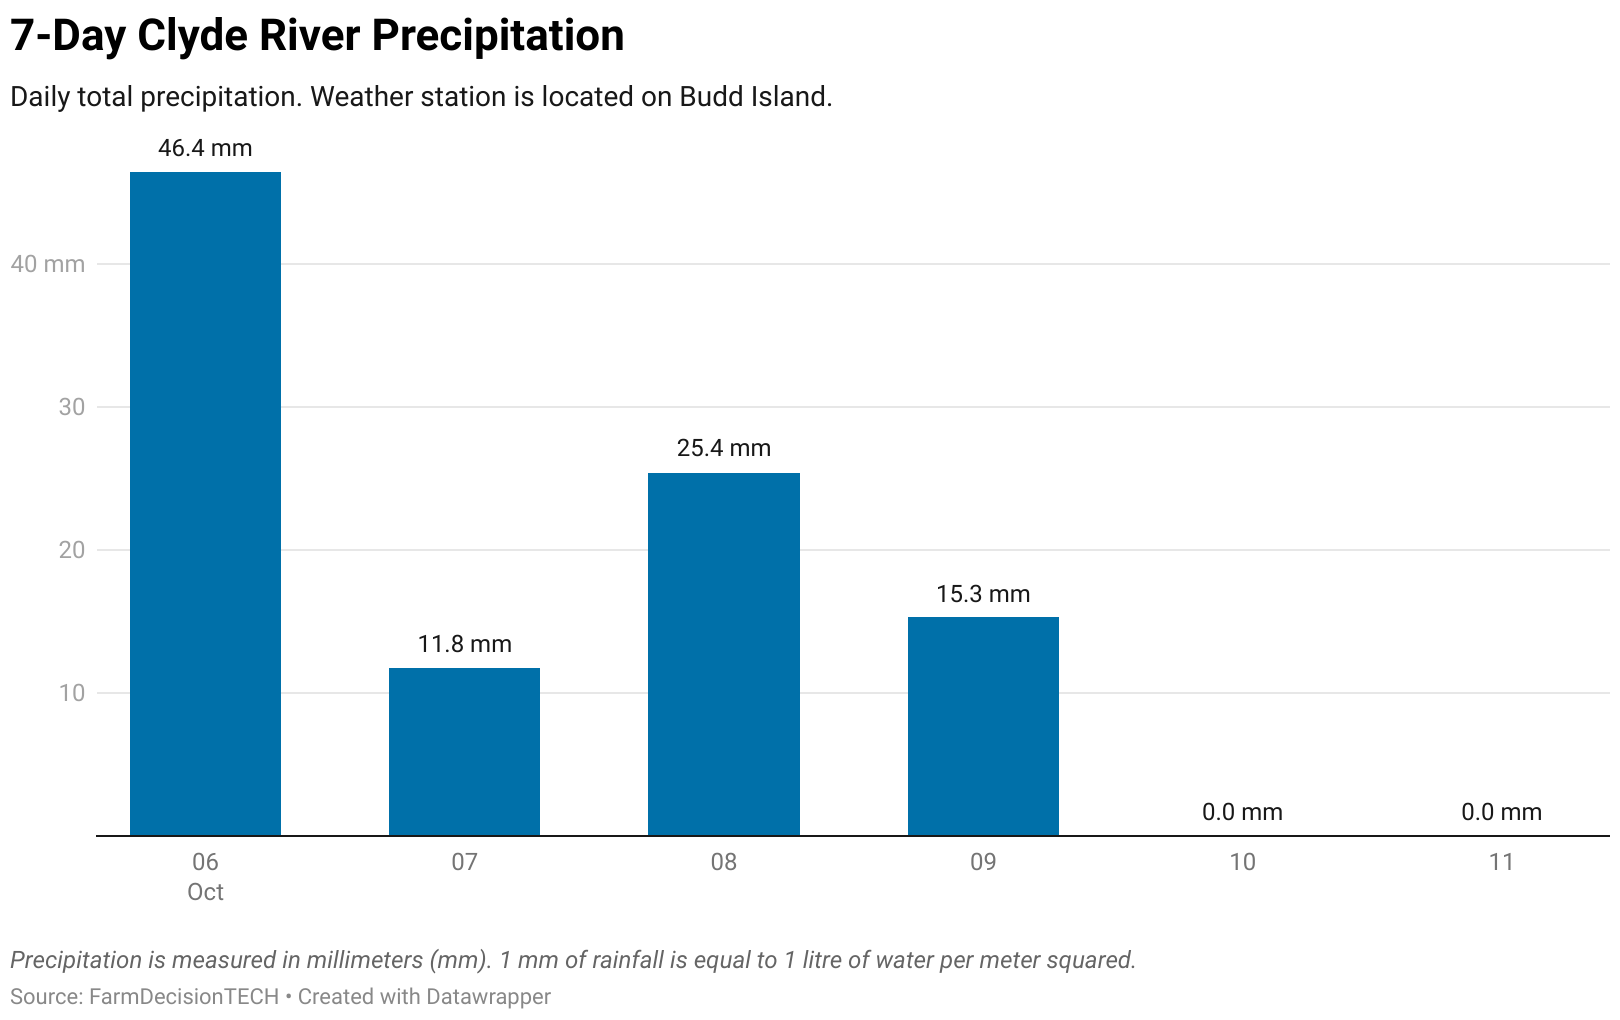 7-Day Clyde River Precipitation
Daily total precipitation. Weather station is located on Budd Island.
46.4 mm
40 mm
30
25.4 mm
20
15.3 mm
11.8 mm
10
0.0 mm
0.0 mm
06
07
08
09
10
11
Oct
Precipitation is measured in millimeters (mm). 1 mm of rainfall is equal to 1 litre of water per meter squared.
Source: FarmDecisionTECH • Created with Datawrapper